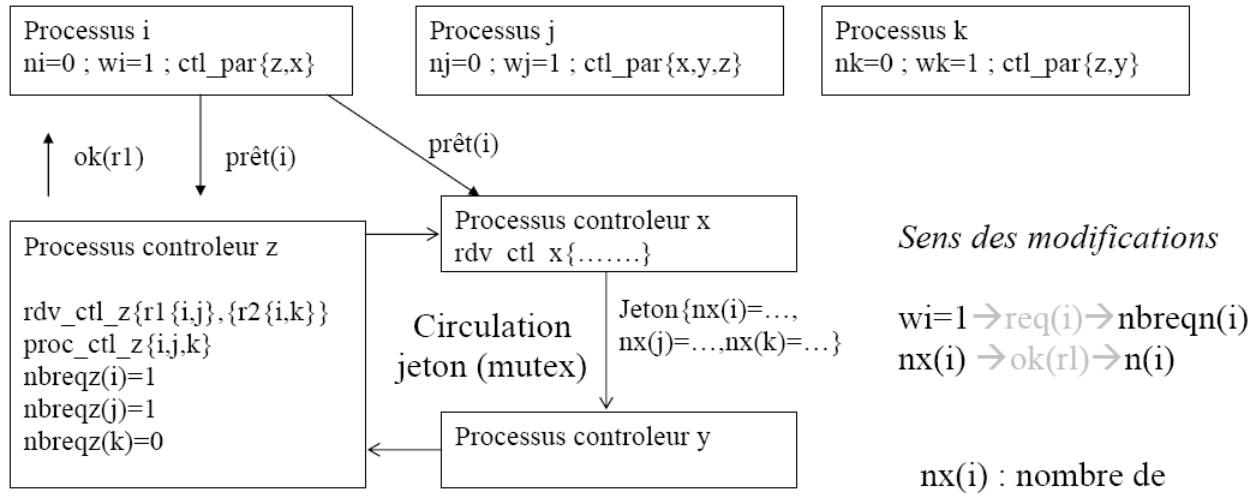 Processus i
ni=0 ; wi=1 ; ctl_par{z,x}
Processus j
nj=0 ; wj=1 ; ctl_par{x,y,z}
Processus k
nk=0 ; wk=1 ; ctl_par{z,y}
ok(r1)
prêt(i)
prêt(i)
Processus controleur z
rdv_ctl_z{r1{i,j},{r2{i,k}}
proc_ctl_z{i,j,k}
nbreqz(i)=1
nbreqz(j)=1
nbreqz(k)=0
Processus controleur x
rdv_ctl_x{…….}
Circulation
jeton (mutex)
Jeton{nx(i)=…,
nx(j)=…,nx(k)=…}
Processus controleur y
Sens des modifications
wi=1→req(i)→nbreqn(i)
nx(i) →ok(rl)→n(i)
nx(i) : nombre de